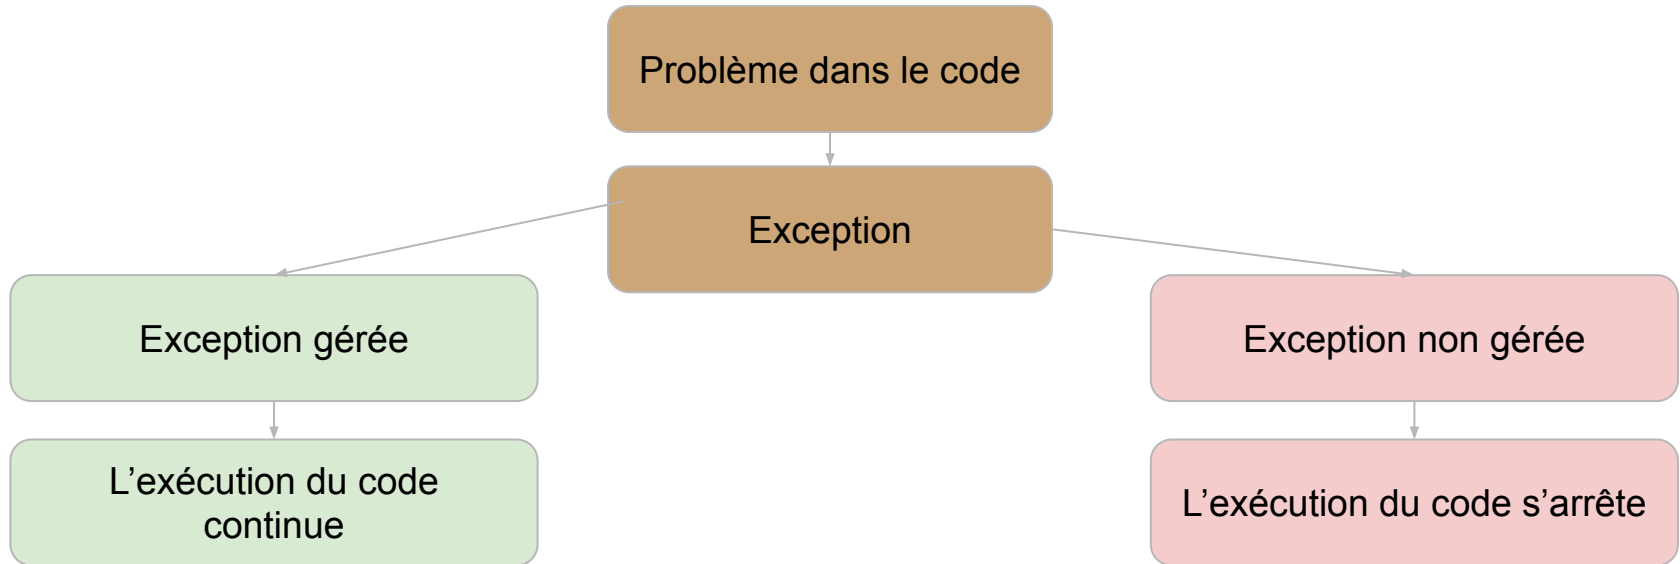 Problème dans le code
Exception
Exception gérée
Exception non gérée
L’exécution du code
continue
L’exécution du code s’arrête